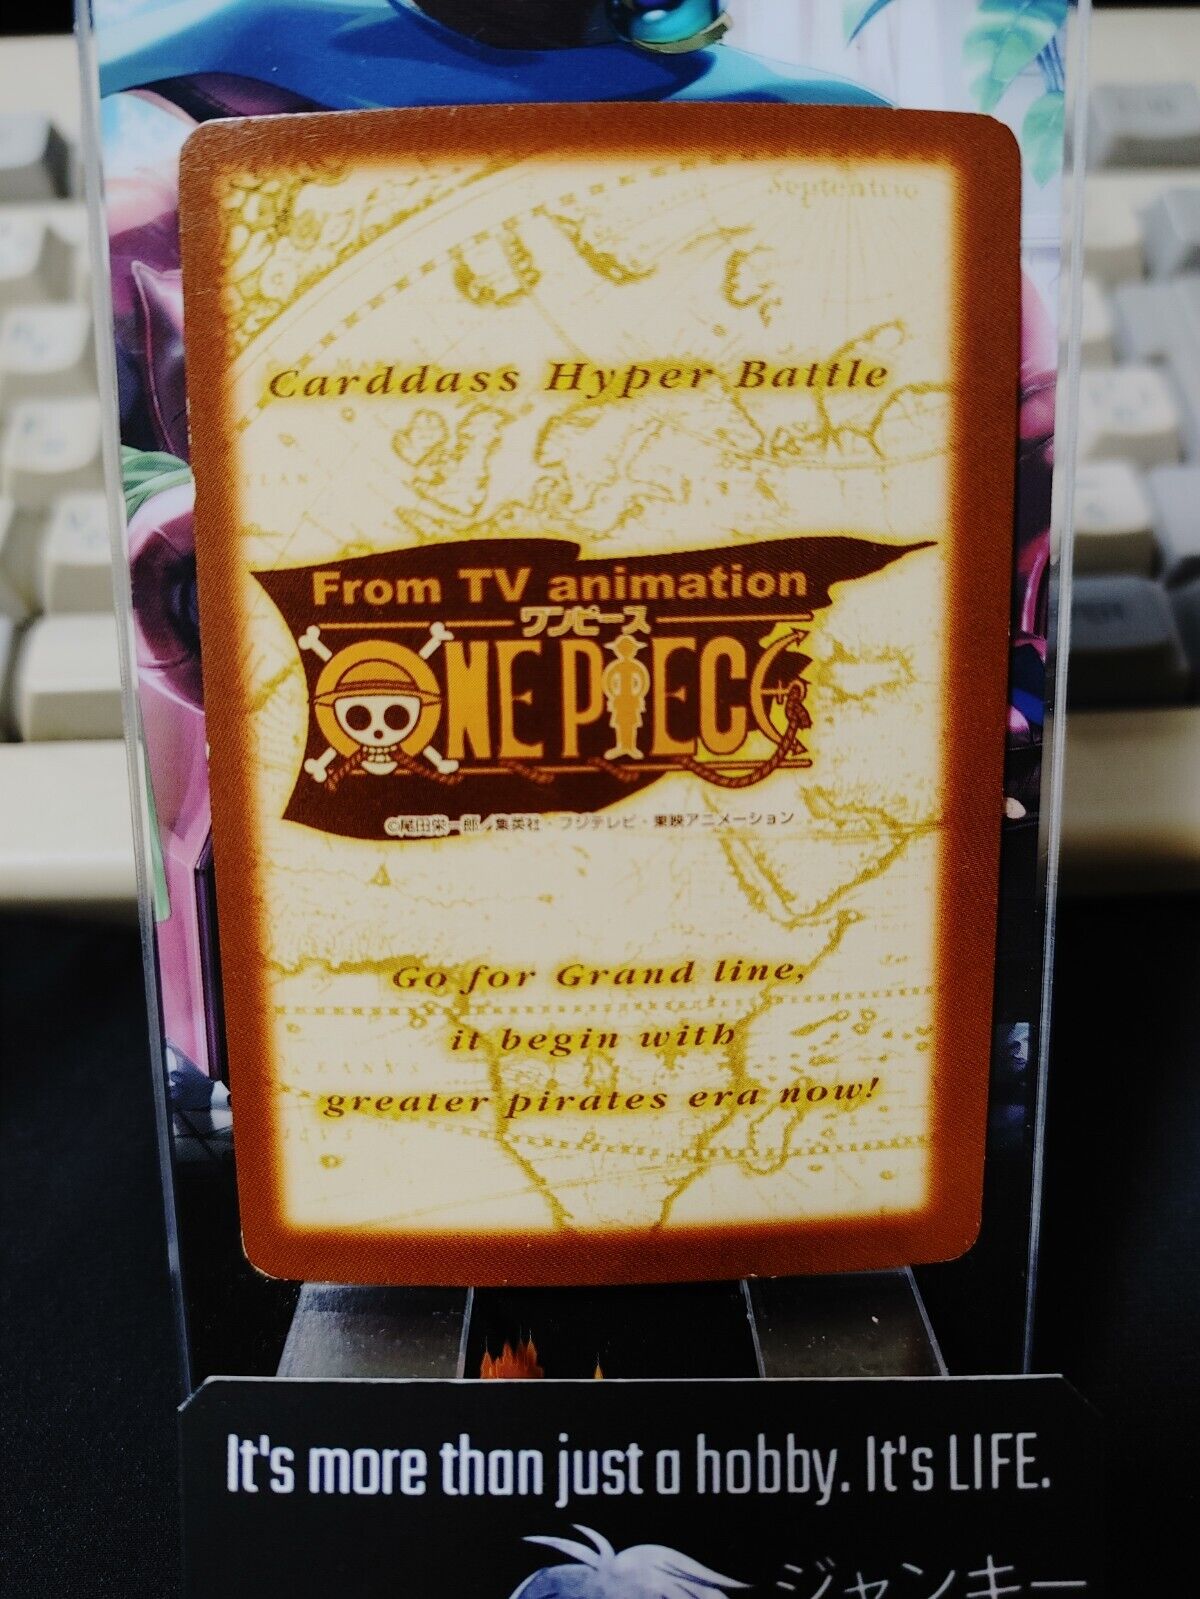 Septentrio
Carddass Hyper Battle
From TV animation
ワンピース
ONE PIECE
©尾田栄一郎/集英社・フジテレビ・東映アニメーション
Go for Grand line,
it begin with
greater pirates era now!
It's more than just a hobby. It's LIFE.
ジャンキー